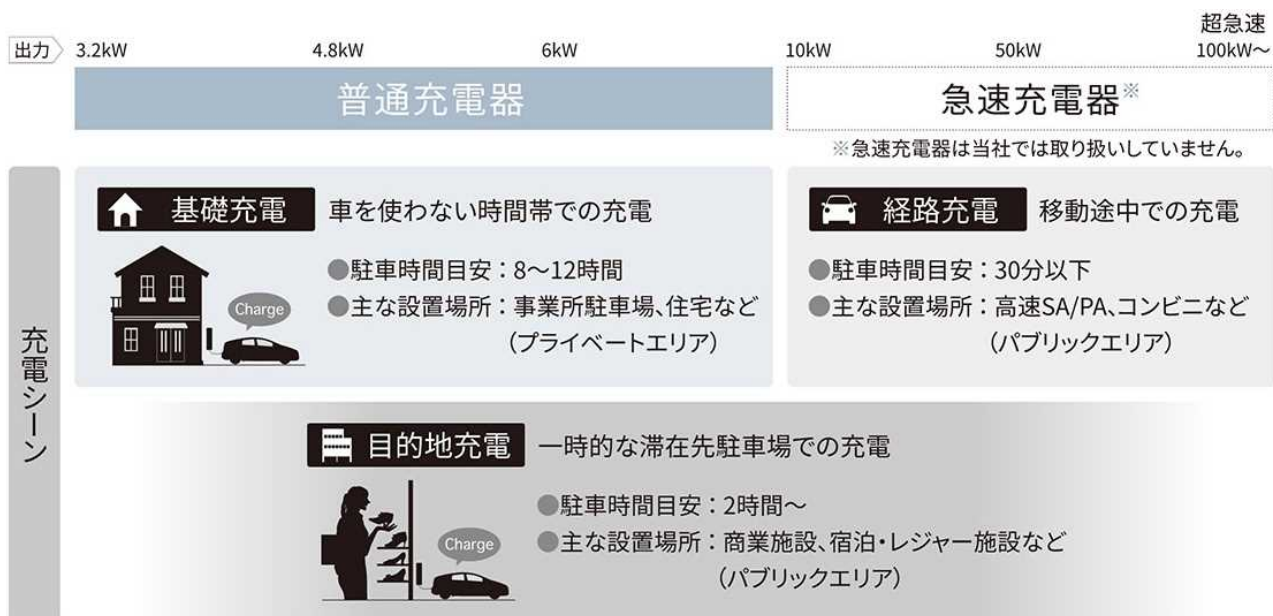 超急速
出力 3.2kW 4.8kW 6kW 10kW 50kW 100kW～
普通充電器 急速充電器※
※急速充電器は当社では取り扱いしていません。
充電シーン
基礎充電 車を使わない時間帯での充電
●駐車時間目安：8～12時間
●主な設置場所：事業所駐車場、住宅など
（プライベートエリア）
Charge
経路充電 移動途中での充電
●駐車時間目安：30分以下
●主な設置場所：高速SA/PA、コンビニなど
（パブリックエリア）
目的地充電 一時的な滞在先駐車場での充電
●駐車時間目安：2時間～
●主な設置場所：商業施設、宿泊・レジャー施設など
（パブリックエリア）
Charge